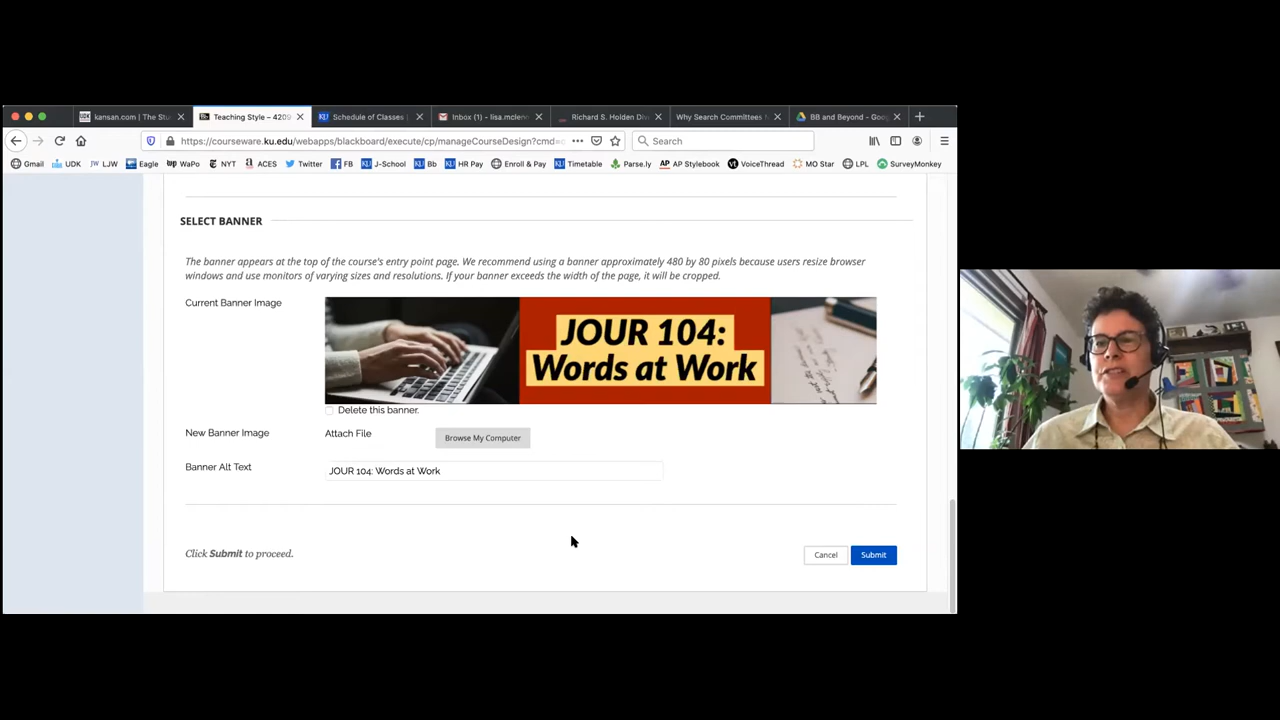 kansan.com | The Stu
Teaching Style – 4209
Schedule of Classes |
Inbox (1) - lisa.mclene
Richard S. Holden Div
Why Search Committees
BB and Beyond - Goog
https://courseware.ku.edu/webapps/blackboard/execute/cp/manageCourseDesign?cmd=
Search
Gmail UDK LJW Eagle WaPo NYT ACES Twitter FB J-School Bb HR Pay Enroll & Pay Timetable Parse.ly AP Stylebook VoiceThread MO Star LPL SurveyMonkey
SELECT BANNER
The banner appears at the top of the course's entry point page. We recommend using a banner approximately 480 by 80 pixels because users resize browser
windows and use monitors of varying sizes and resolutions. If your banner exceeds the width of the page, it will be cropped.
Current Banner Image
JOUR 104:
Words at Work
Delete this banner.
New Banner Image
Attach File
Browse My Computer
Banner Alt Text
JOUR 104: Words at Work
Click Submit to proceed.
Cancel
Submit